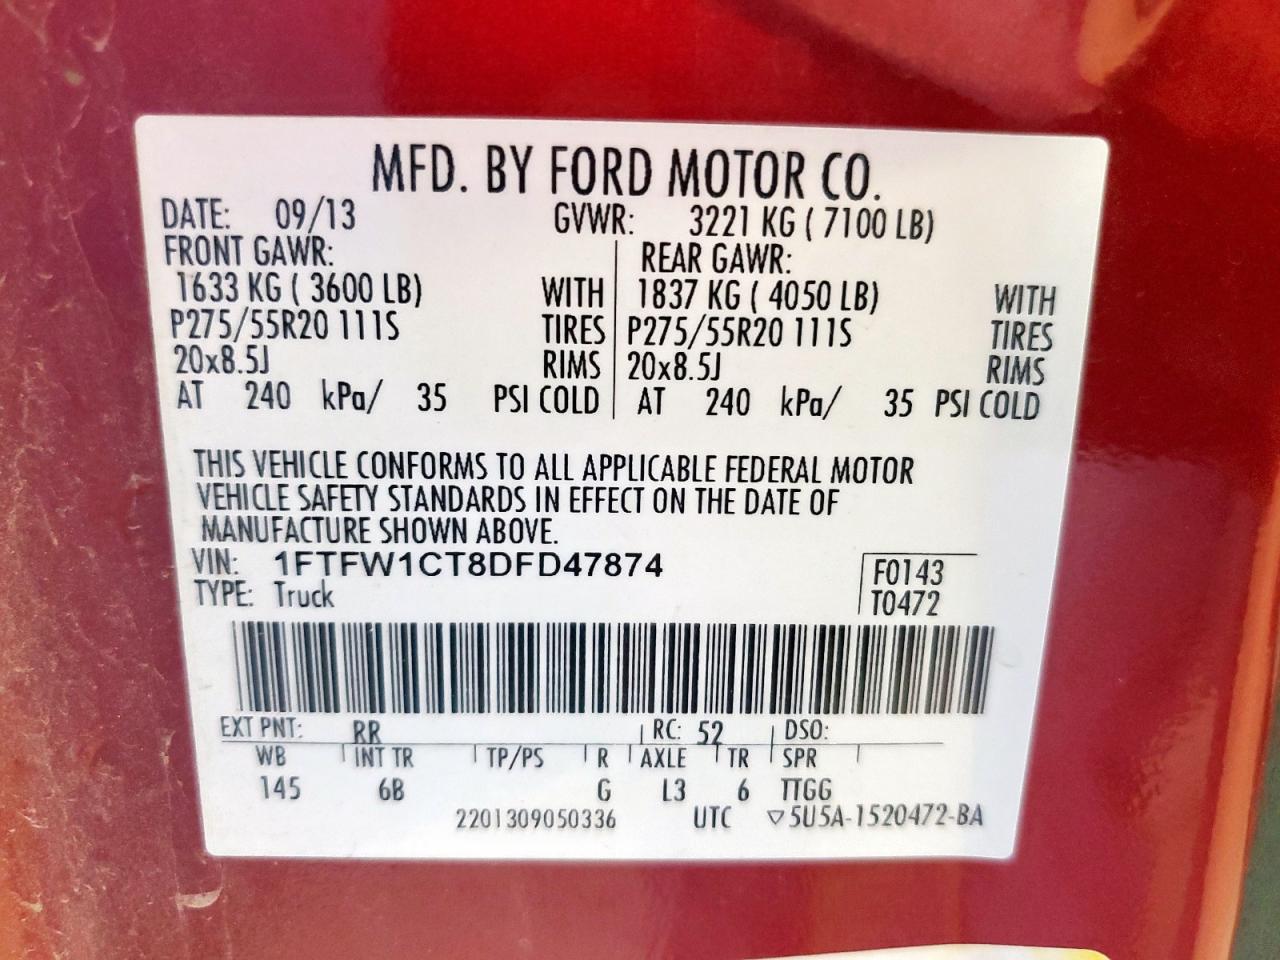 MFD. BY FORD MOTOR CO.
DATE: 09/13 GVWR: 3221 KG ( 7100 LB)
FRONT GAWR: REAR GAWR:
1633 KG ( 3600 LB) WITH 1837 KG ( 4050 LB) WITH
P275/55R20 111S TIRES P275/55R20 111S TIRES
20x8.5J RIMS 20x8.5J RIMS
AT 240 kPa/ 35 PSI COLD AT 240 kPa/ 35 PSI COLD
THIS VEHICLE CONFORMS TO ALL APPLICABLE FEDERAL MOTOR
VEHICLE SAFETY STANDARDS IN EFFECT ON THE DATE OF
MANUFACTURE SHOWN ABOVE.
VIN: 1FTFW1CT8DFD47874
TYPE: Truck
F0143
T0472
EXT PNT: RR RC: 52 DSO:
WB INT TR TP/PS R AXLE TR SPR
145 6B G L3 6 TTGG
2201309050336 UTC ▽5U5A-1520472-BA